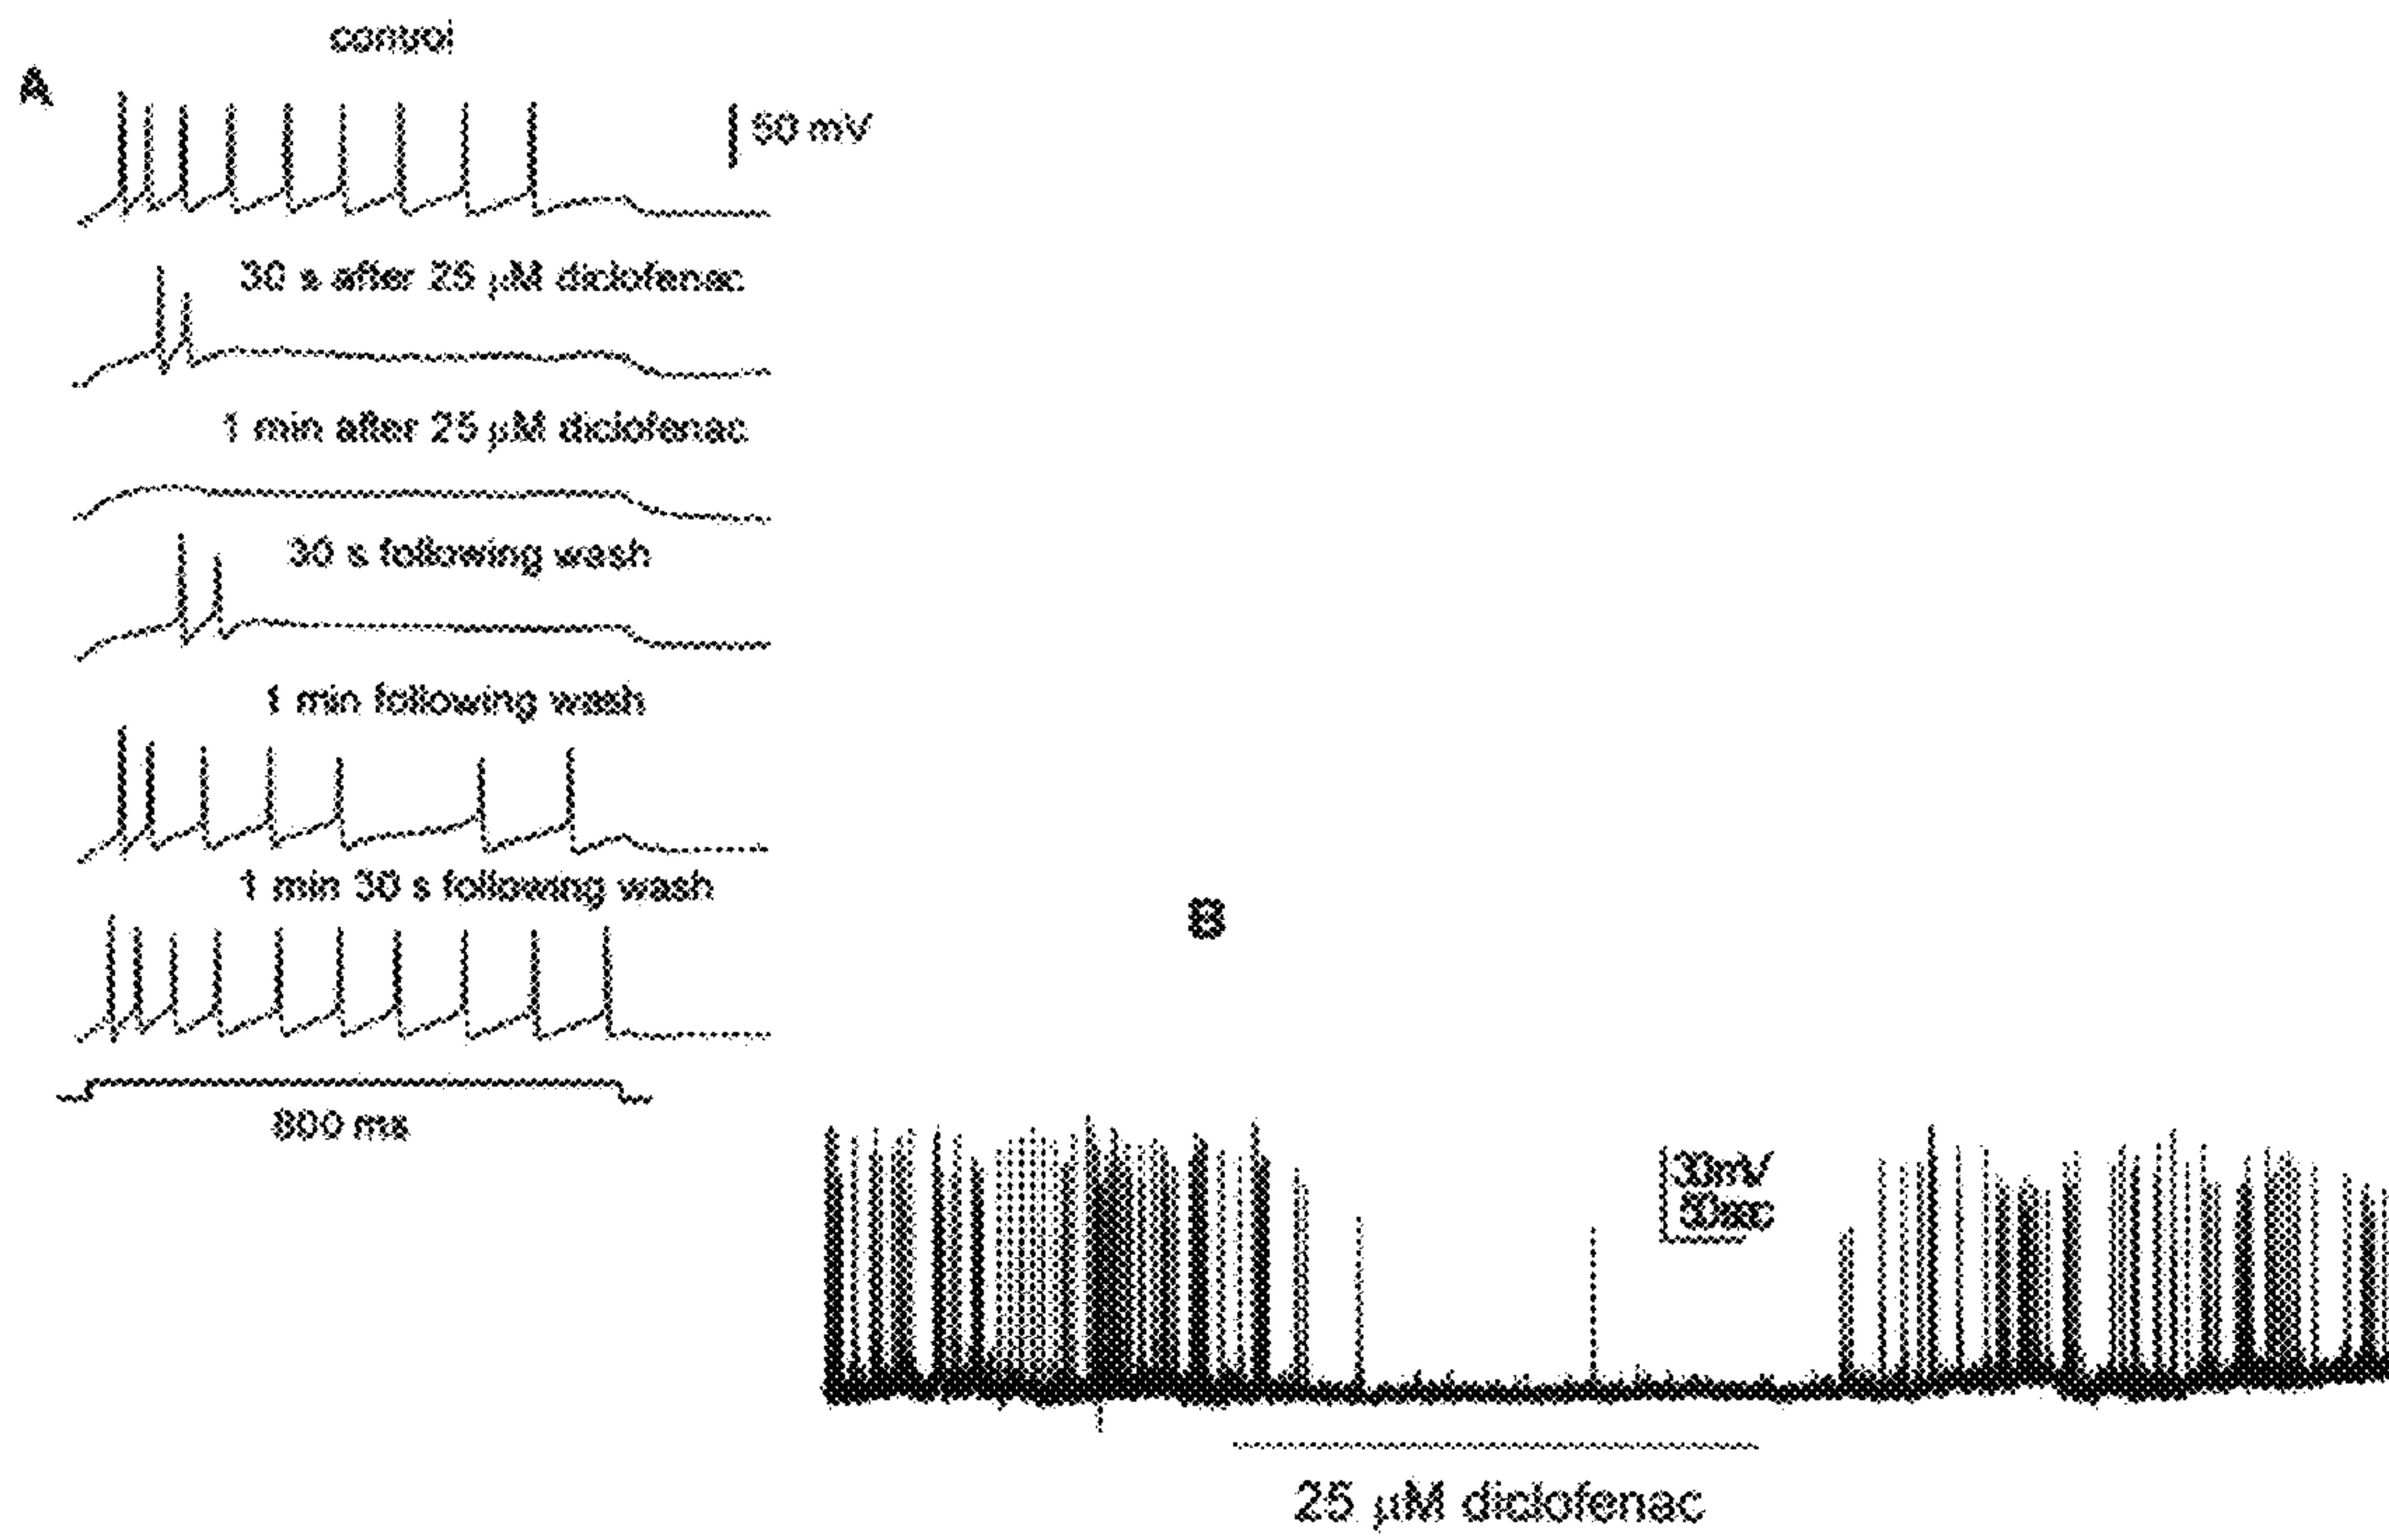 control
A
50 mV
30 s after 25 µM diclofenac
1 min after 25 µM diclofenac
30 s following wash
1 min following wash
1 min 30 s following wash
800 ms
B
30mV
25 µM diclofenac